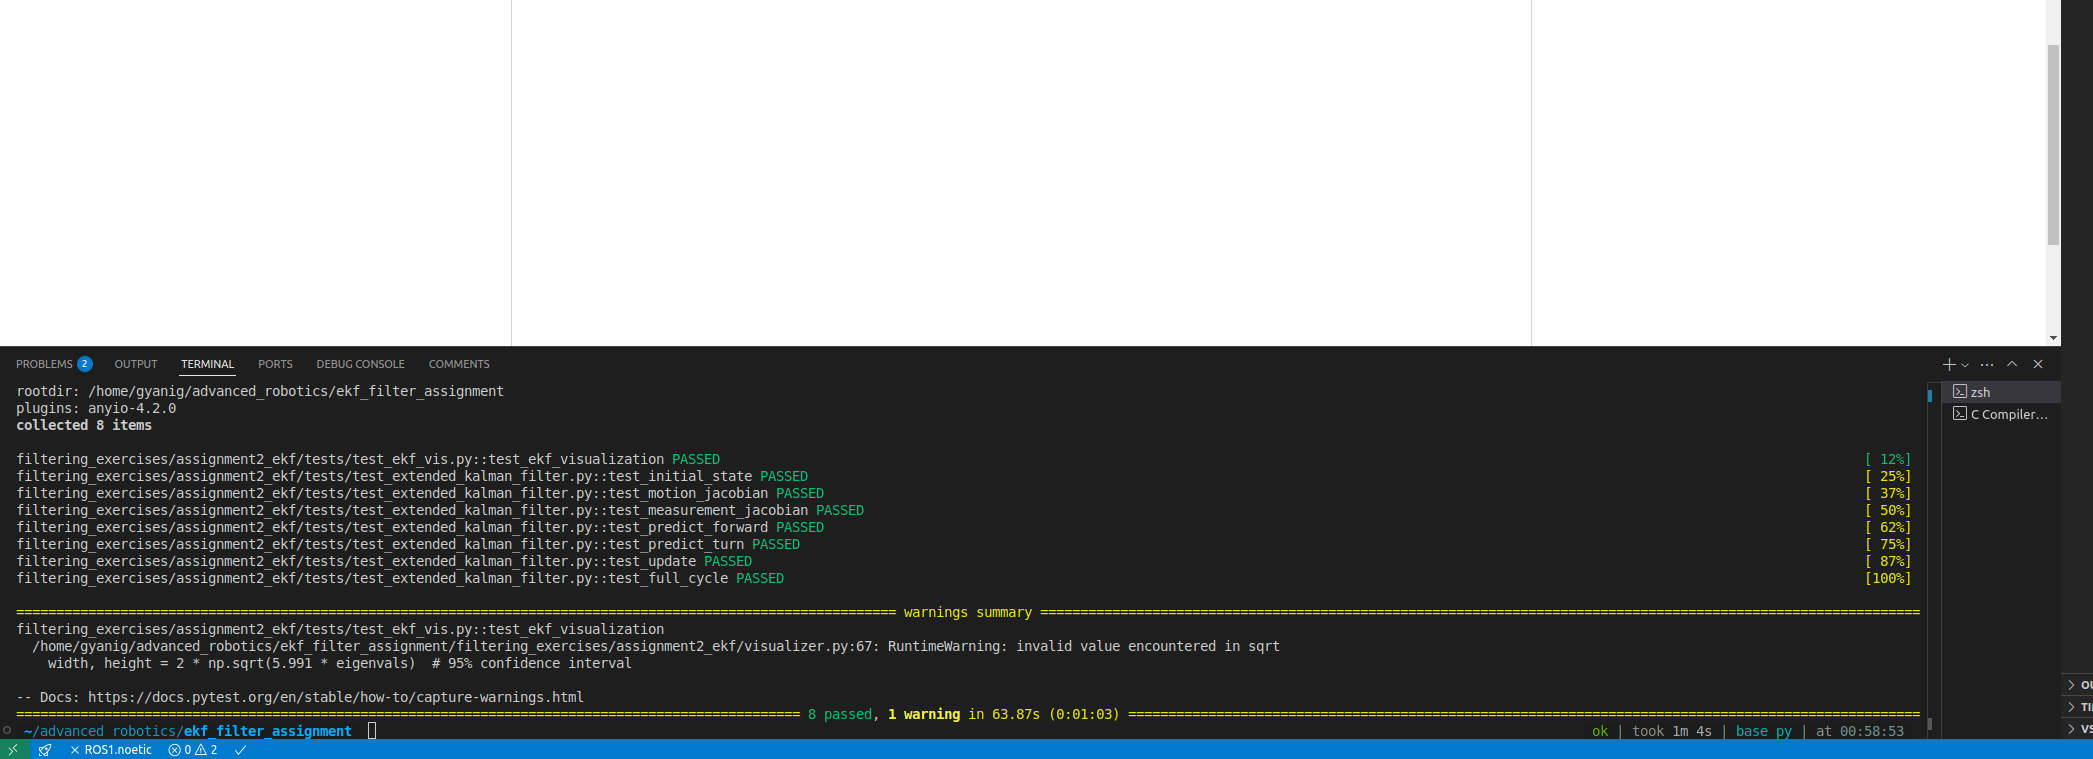 PROBLEMS 2 OUTPUT TERMINAL PORTS DEBUG CONSOLE COMMENTS
rootdir: /home/gyanig/advanced_robotics/ekf_filter_assignment
plugins: anyio-4.2.0
collected 8 items
filtering_exercises/assignment2_ekf/tests/test_ekf_vis.py::test_ekf_visualization PASSED [ 12%]
filtering_exercises/assignment2_ekf/tests/test_extended_kalman_filter.py::test_initial_state PASSED [ 25%]
filtering_exercises/assignment2_ekf/tests/test_extended_kalman_filter.py::test_motion_jacobian PASSED [ 37%]
filtering_exercises/assignment2_ekf/tests/test_extended_kalman_filter.py::test_measurement_jacobian PASSED [ 50%]
filtering_exercises/assignment2_ekf/tests/test_extended_kalman_filter.py::test_predict_forward PASSED [ 62%]
filtering_exercises/assignment2_ekf/tests/test_extended_kalman_filter.py::test_predict_turn PASSED [ 75%]
filtering_exercises/assignment2_ekf/tests/test_extended_kalman_filter.py::test_update PASSED [ 87%]
filtering_exercises/assignment2_ekf/tests/test_extended_kalman_filter.py::test_full_cycle PASSED [100%]
warnings summary
filtering_exercises/assignment2_ekf/tests/test_ekf_vis.py::test_ekf_visualization
/home/gyanig/advanced_robotics/ekf_filter_assignment/filtering_exercises/assignment2_ekf/visualizer.py:67: RuntimeWarning: invalid value encountered in sqrt
width, height = 2 * np.sqrt(5.991 * eigenvals)  # 95% confidence interval
-- Docs: https://docs.pytest.org/en/stable/how-to/capture-warnings.html
8 passed, 1 warning in 63.87s (0:01:03)
~/advanced_robotics/ekf_filter_assignment ok | took 1m 4s | base py | at 00:58:53
zsh
C Compiler...
ROS1.noetic 0 2
OU
TI
VS